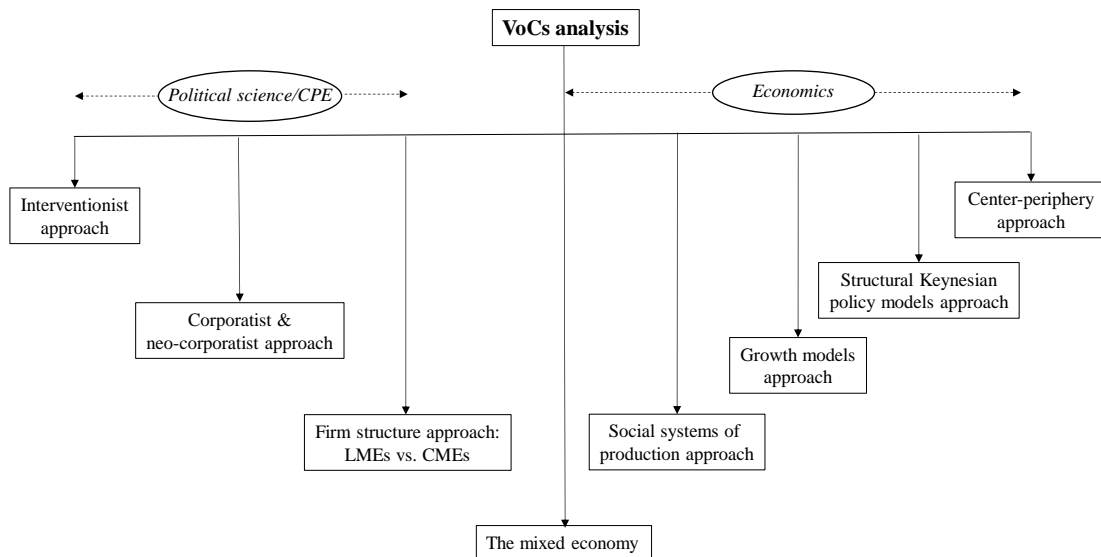 VoCs analysis
Political science/CPE
Economics
Interventionist
approach
Center-periphery
approach
Structural Keynesian
policy models approach
Corporatist &
neo-corporatist approach
Growth models
approach
Firm structure approach:
LMEs vs. CMEs
Social systems of
production approach
The mixed economy